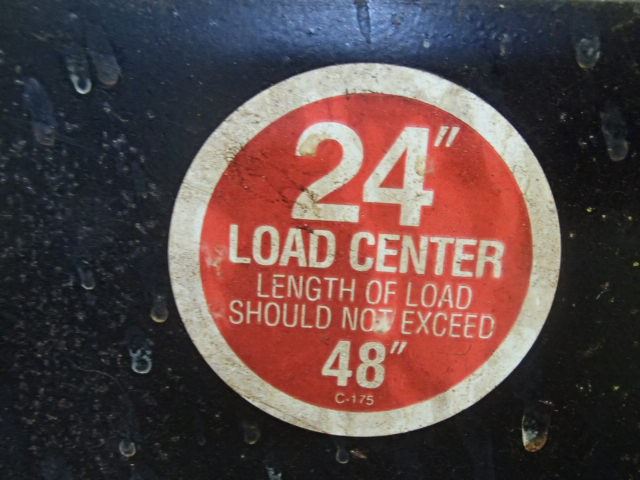 24"
LOAD CENTER
LENGTH OF LOAD
SHOULD NOT EXCEED
48"
C-175